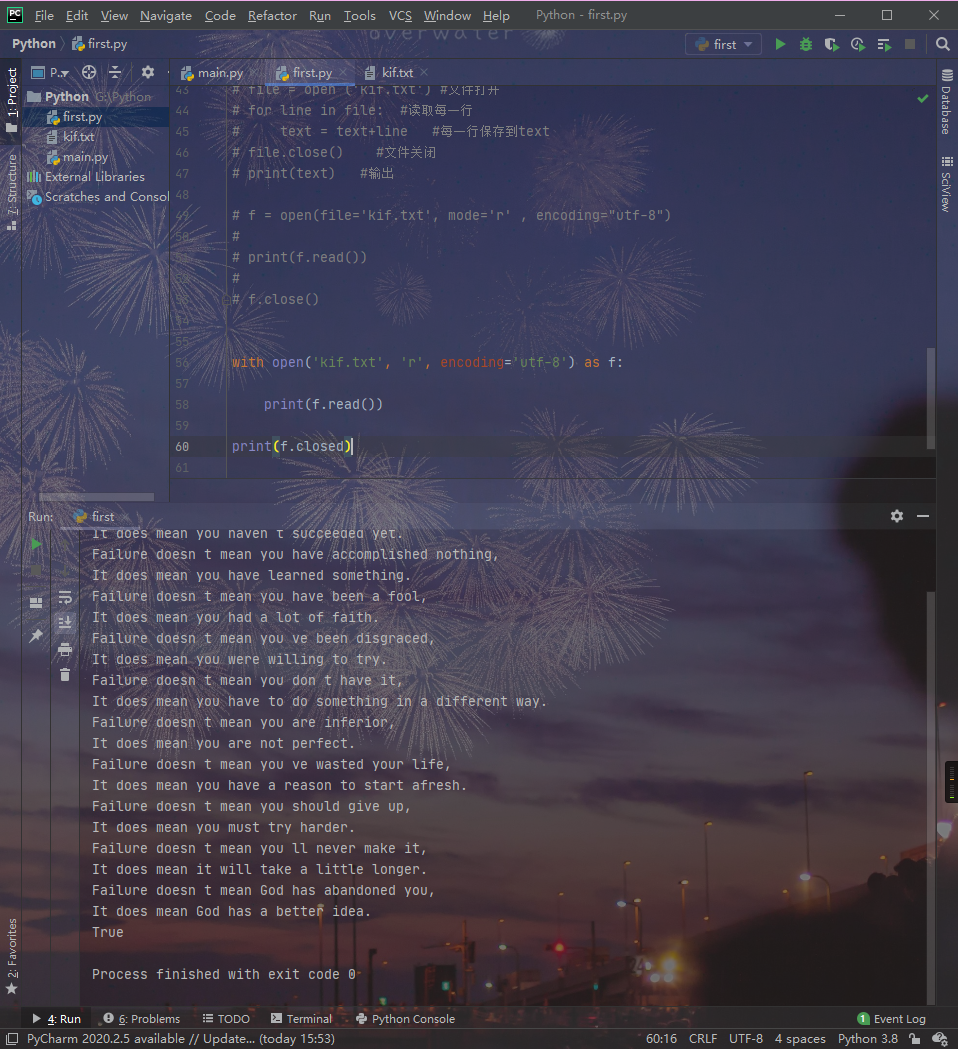 File Edit View Navigate Code Refactor Run Tools VCS Window Help Python - first.py
overwater
Python first.py first
1: Project
P..
main.py first.py kif.txt
Python G:\Python
first.py
kif.txt
main.py
External Libraries
Scratches and Consol
7: Structure
Database
SciView
43 # file = open ('kif.txt') #文件打开
44 # for line in file: #读取每一行
45 # text = text+line #每一行保存到text
46 # file.close() #文件关闭
47 # print(text) #输出
48
49 # f = open(file='kif.txt', mode='r' , encoding="utf-8")
#
# print(f.read())
#
# f.close()
55
56 with open('kif.txt', 'r', encoding='utf-8') as f:
57
58 print(f.read())
59
60 print(f.closed)
61
Run: first
It does mean you haven t succeeded yet.
Failure doesn t mean you have accomplished nothing,
It does mean you have learned something.
Failure doesn t mean you have been a fool,
It does mean you had a lot of faith.
Failure doesn t mean you ve been disgraced,
It does mean you were willing to try.
Failure doesn t mean you don t have it,
It does mean you have to do something in a different way.
Failure doesn t mean you are inferior,
It does mean you are not perfect.
Failure doesn t mean you ve wasted your life,
It does mean you have a reason to start afresh.
Failure doesn t mean you should give up,
It does mean you must try harder.
Failure doesn t mean you ll never make it,
It does mean it will take a little longer.
Failure doesn t mean God has abandoned you,
It does mean God has a better idea.
True
Process finished with exit code 0
2: Favorites
4: Run 6: Problems TODO Terminal Python Console 1 Event Log
PyCharm 2020.2.5 available // Update... (today 15:53) 60:16 CRLF UTF-8 4 spaces Python 3.8